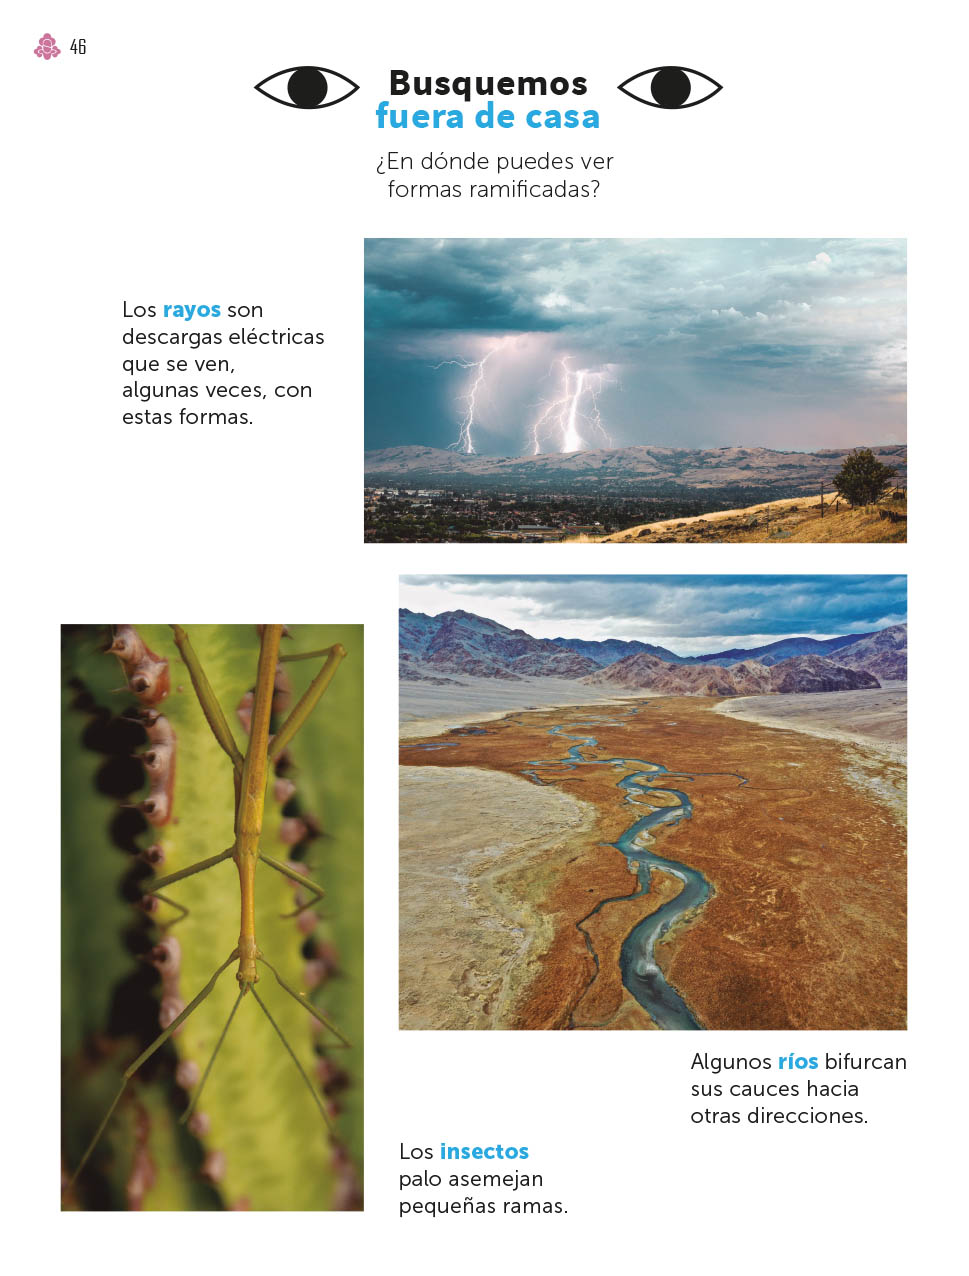 46
Busquemos
fuera de casa
¿En dónde puedes ver
formas ramificadas?
Los rayos son
descargas eléctricas
que se ven,
algunas veces, con
estas formas.
Algunos ríos bifurcan
sus cauces hacia
otras direcciones.
Los insectos
palo asemejan
pequeñas ramas.